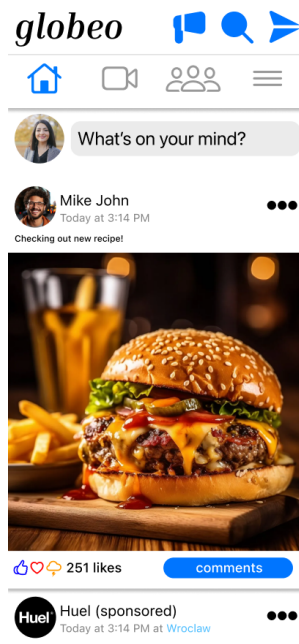 globeo
What's on your mind?
Mike John
Today at 3:14 PM
Checking out new recipe!
251 likes
comments
Huel
Huel (sponsored)
Today at 3:14 PM at Wroclaw